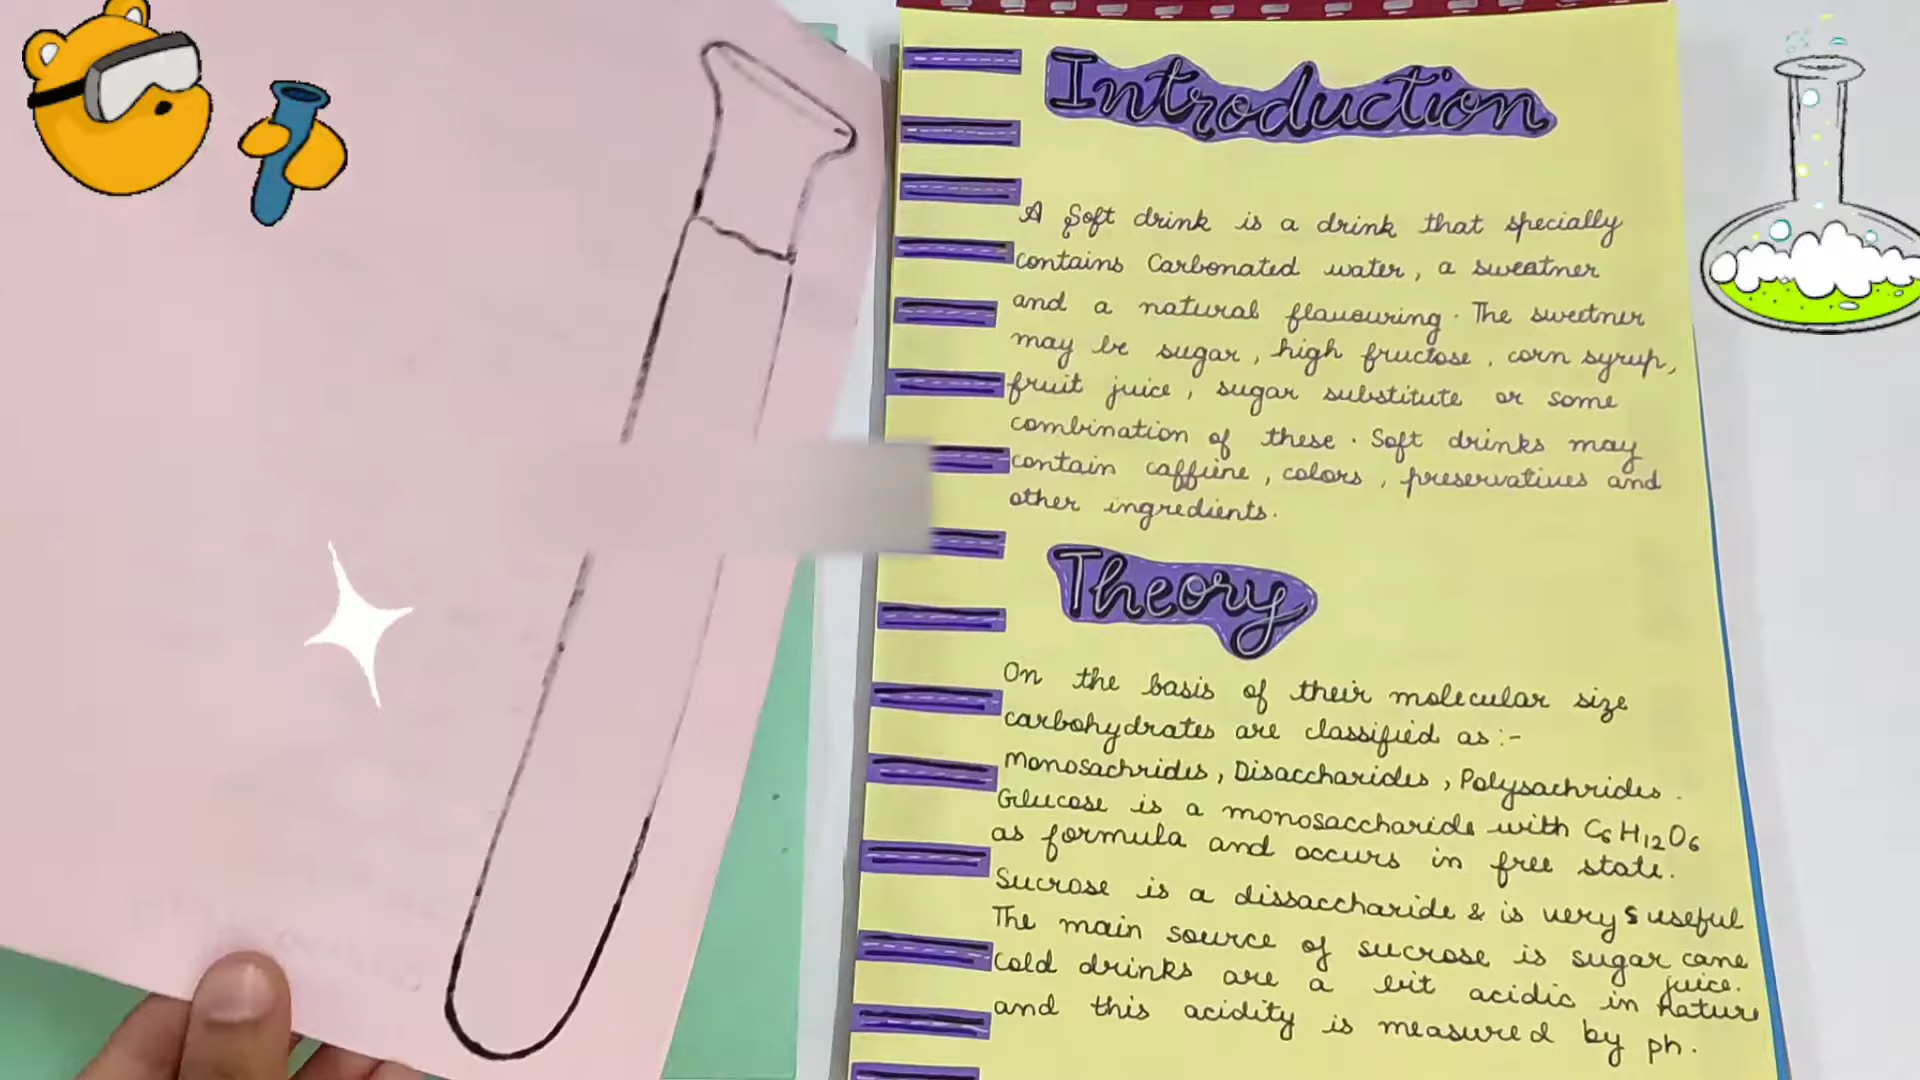 Introduction
A Soft drink is a drink that specially
contains Carbonated water, a sweatner
and a natural flavouring. The sweetner
may be sugar, high fructose, corn syrup,
fruit juice, sugar substitute or some
combination of these. Soft drinks may
contain caffiene, colors, preservatives and
other ingredients.
Theory
On the basis of their molecular size
carbohydrates are classified as:-
Monosachrides, Disaccharides, Polysachrides.
Glucose is a monosaccharide with C6H12O6
as formula and occurs in free state.
Sucrose is a dissaccharide & is verys useful
The main source of sucrose is sugar cane
juice.
Cold drinks are a bit acidic in nature
and this acidity is measured by ph.